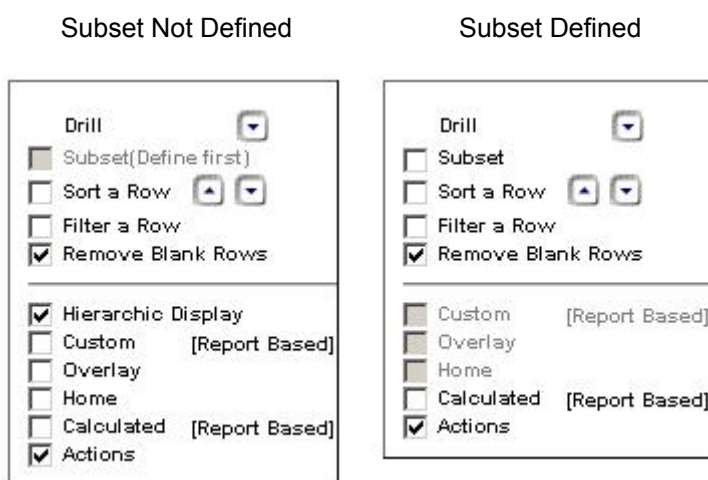 Subset Not Defined
Drill
Subset(Define first)
Sort a Row
Filter a Row
Remove Blank Rows
Hierarchic Display
Custom [Report Based]
Overlay
Home
Calculated [Report Based]
Actions
Subset Defined
Drill
Subset
Sort a Row
Filter a Row
Remove Blank Rows
Custom [Report Based]
Overlay
Home
Calculated [Report Based]
Actions